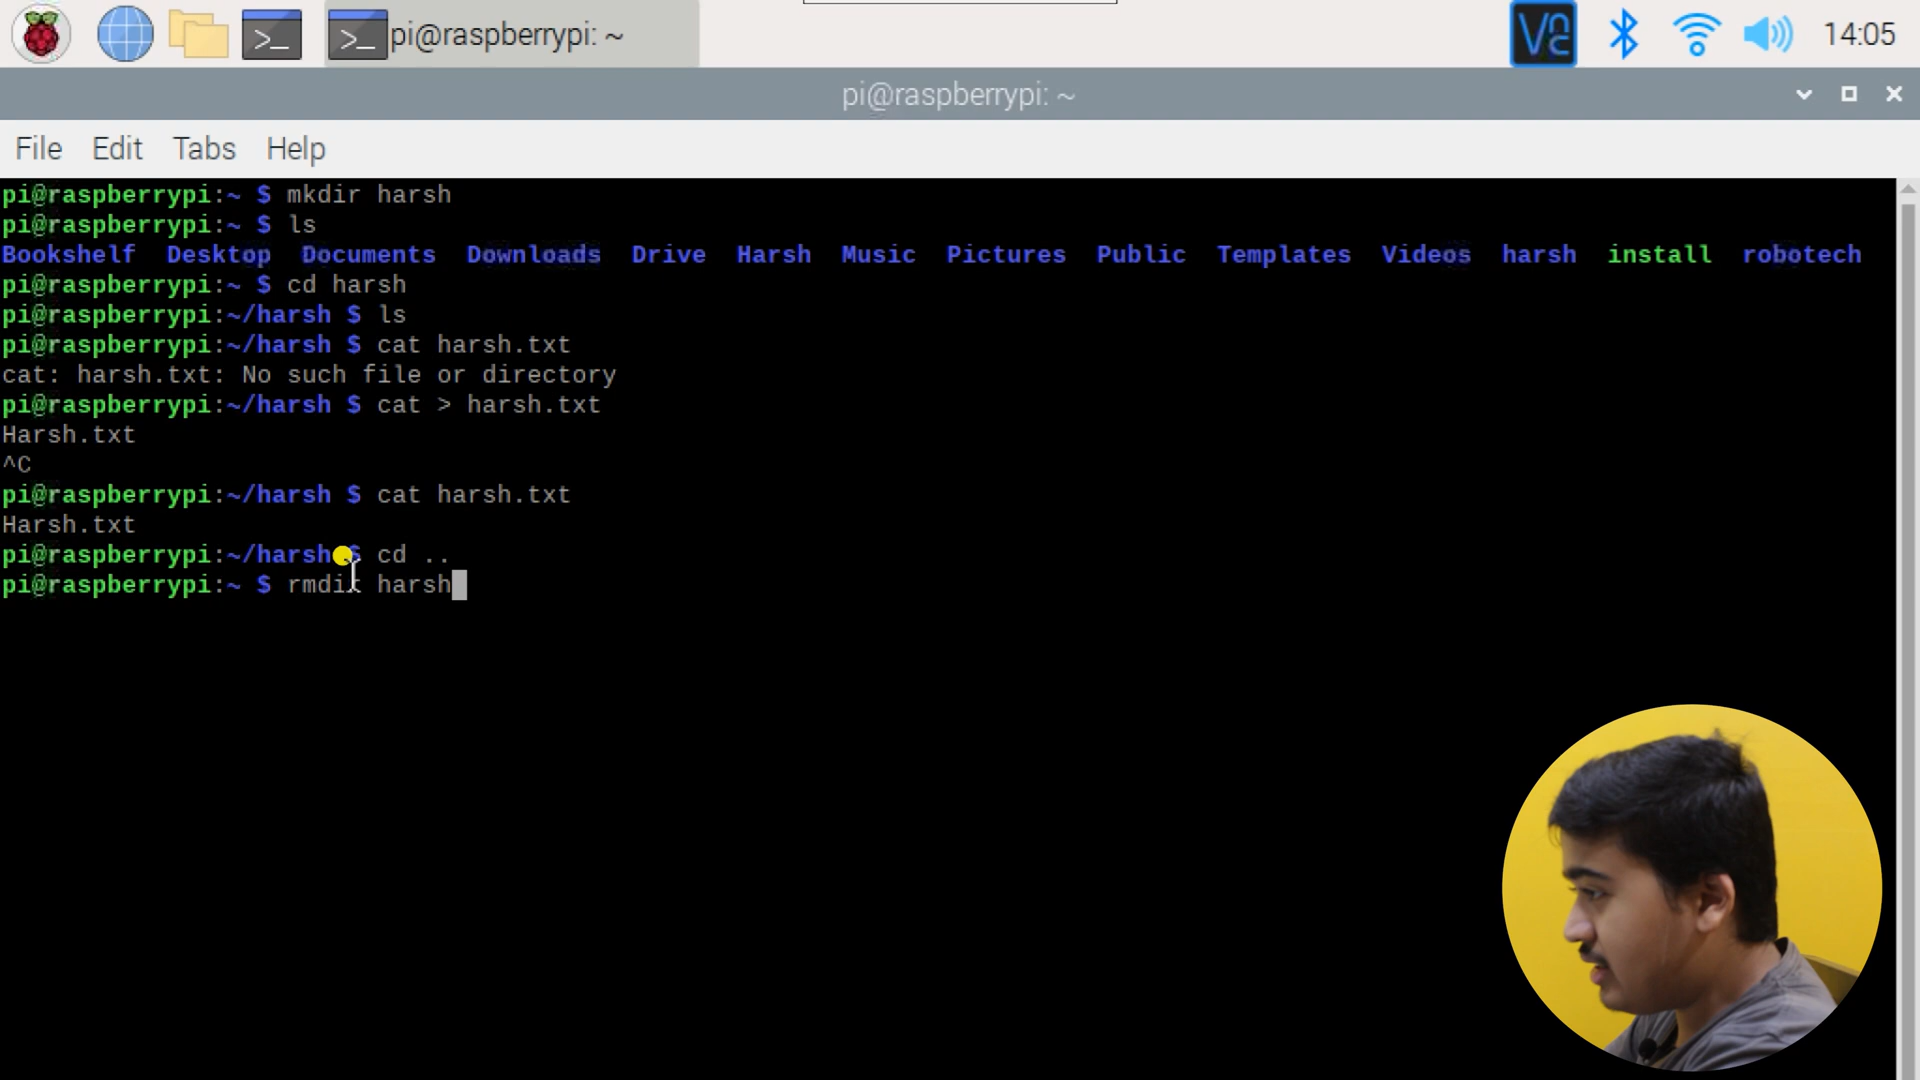 >_ >_ pi@raspberrypi: ~ VNC 14:05
pi@raspberrypi: ~
File Edit Tabs Help
pi@raspberrypi:~ $ mkdir harsh
pi@raspberrypi:~ $ ls
Bookshelf Desktop Documents Downloads Drive Harsh Music Pictures Public Templates Videos harsh install robotech
pi@raspberrypi:~ $ cd harsh
pi@raspberrypi:~/harsh $ ls
pi@raspberrypi:~/harsh $ cat harsh.txt
cat: harsh.txt: No such file or directory
pi@raspberrypi:~/harsh $ cat > harsh.txt
Harsh.txt
^C
pi@raspberrypi:~/harsh $ cat harsh.txt
Harsh.txt
pi@raspberrypi:~/harsh $ cd ..
pi@raspberrypi:~ $ rmdir harsh